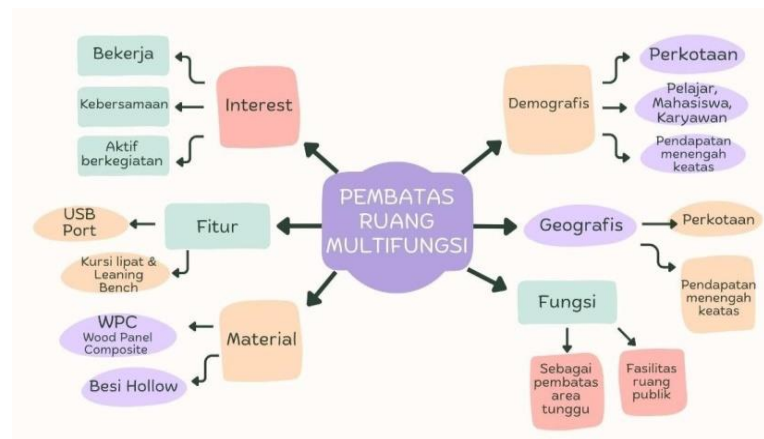 PEMBATAS
RUANG
MULTIFUNGSI
Interest
Bekerja
Kebersamaan
Aktif
berkegiatan
Fitur
USB
Port
Kursi lipat &
Leaning
Bench
Material
WPC
Wood Panel
Composite
Besi Hollow
Demografis
Perkotaan
Pelajar,
Mahasiswa,
Karyawan
Pendapatan
menengah
keatas
Geografis
Perkotaan
Pendapatan
menengah
keatas
Fungsi
Sebagai
pembatas
area
tunggu
Fasilitas
ruang
publik